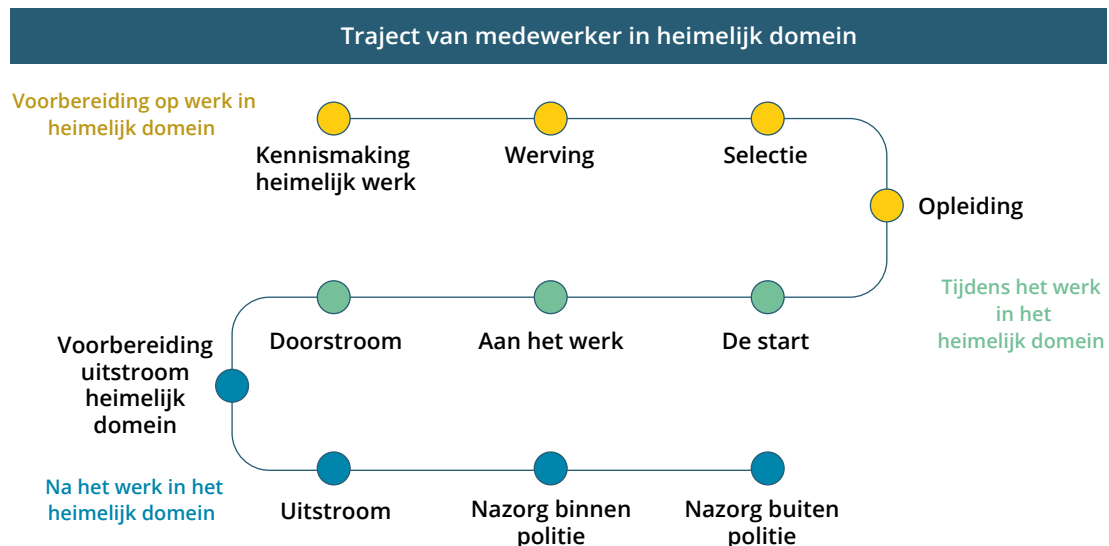 Traject van medewerker in heimelijk domein
Voorbereiding op werk in
heimelijk domein
Kennismaking
heimelijk werk
Werving
Selectie
Opleiding
Tijdens het werk
in het
heimelijk domein
De start
Aan het werk
Doorstroom
Voorbereiding
uitstroom
heimelijk
domein
Na het werk in het
heimelijk domein
Uitstroom
Nazorg binnen
politie
Nazorg buiten
politie